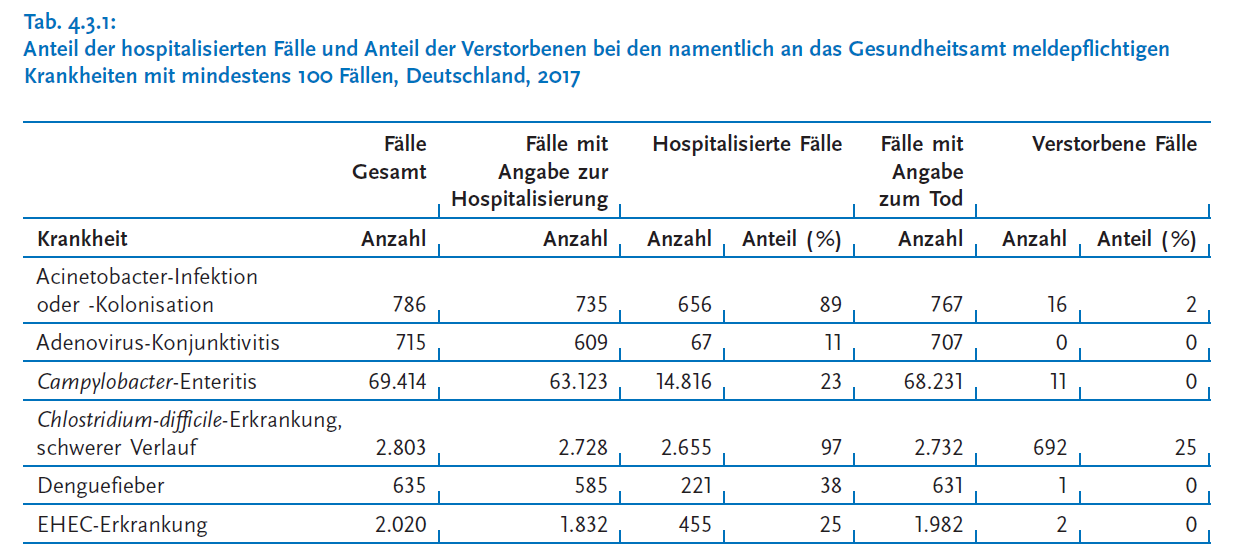 Tab. 4.3.1:
Anteil der hospitalisierten Fälle und Anteil der Verstorbenen bei den namentlich an das Gesundheitsamt meldepflichtigen
Krankheiten mit mindestens 100 Fällen, Deutschland, 2017
Fälle Fälle mit Hospitalisierte Fälle Fälle mit Verstorbene Fälle
Gesamt Angabe zur Angabe
Hospitalisierung zum Tod
Krankheit Anzahl Anzahl Anzahl Anteil (%) Anzahl Anzahl Anteil (%)
Acinetobacter-Infektion
oder -Kolonisation 786 735 656 89 767 16 2
Adenovirus-Konjunktivitis 715 609 67 11 707 0 0
Campylobacter-Enteritis 69.414 63.123 14.816 23 68.231 11 0
Chlostridium-difficile-Erkrankung,
schwerer Verlauf 2.803 2.728 2.655 97 2.732 692 25
Denguefieber 635 585 221 38 631 1 0
EHEC-Erkrankung 2.020 1.832 455 25 1.982 2 0